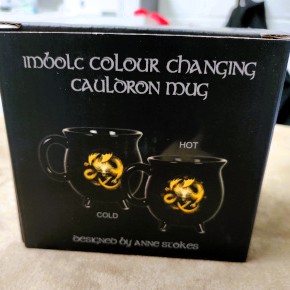 IMBOLC COLOUR CHANGING
CAULDRON MUG
HOT
COLD
DESIGNED BY ANNE STOKES